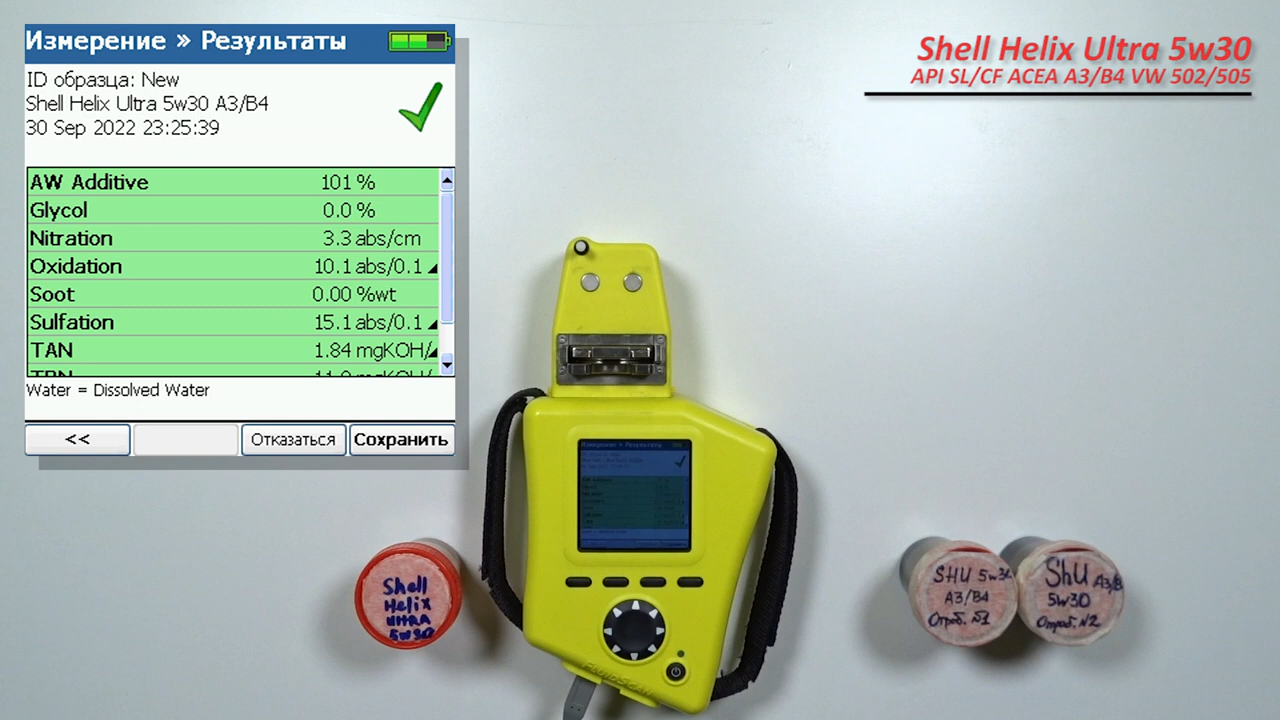 Измерение » Результаты
ID образца: New
Shell Helix Ultra 5w30 A3/B4
30 Sep 2022 23:25:39
AW Additive 101 %
Glycol 0.0 %
Nitration 3.3 abs/cm
Oxidation 10.1 abs/0.1
Soot 0.00 %wt
Sulfation 15.1 abs/0.1
TAN 1.84 mgKOH/
Water = Dissolved Water
<<
Отказаться
Сохранить
Shell Helix Ultra 5w30
API SL/CF ACEA A3/B4 VW 502/505
Измерение » Результаты
Shell
Helix
Ultra
5w30
FLUIDSCAN
SHU 5w30
A3/B4
Отраб. №1
ShU A3/B
5w30
Отраб. №2